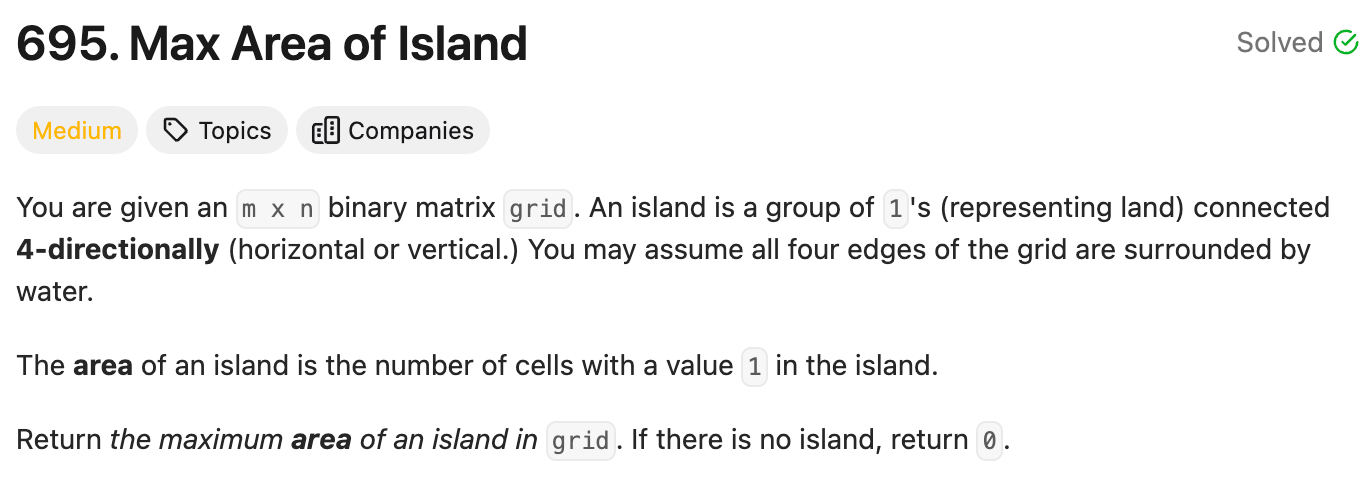 695. Max Area of Island
Solved
Medium Topics Companies
You are given an m x n binary matrix grid. An island is a group of 1's (representing land) connected
4-directionally (horizontal or vertical.) You may assume all four edges of the grid are surrounded by
water.
The area of an island is the number of cells with a value 1 in the island.
Return the maximum area of an island in grid. If there is no island, return 0.